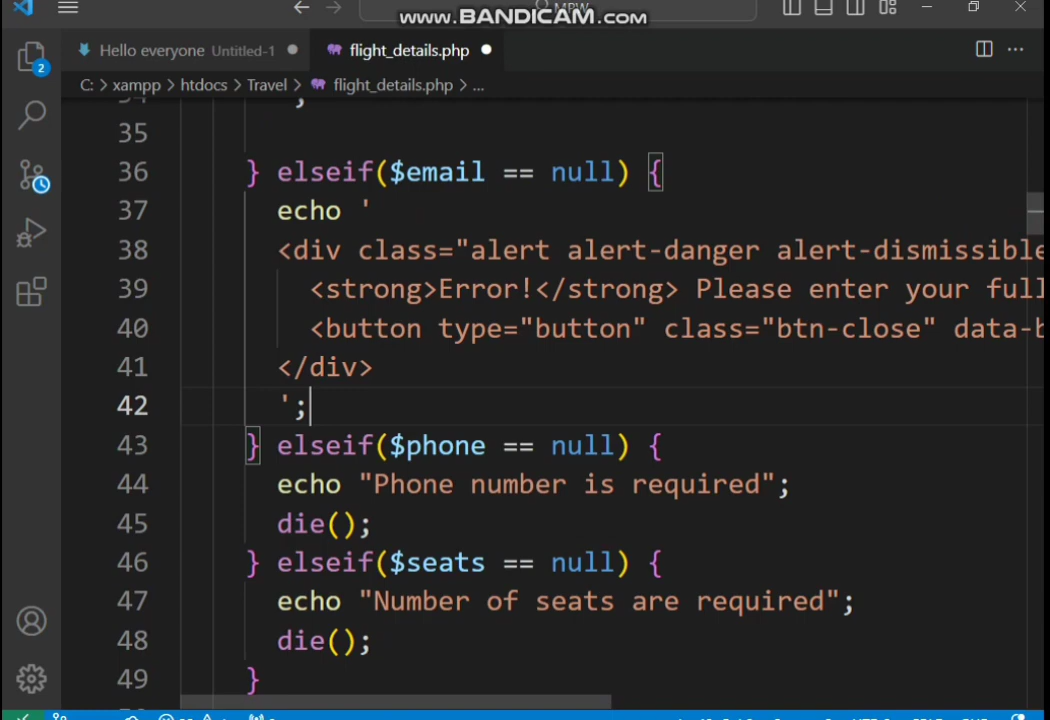 MBW
www.BANDICAM.com
Hello everyone Untitled-1
flight_details.php
C: > xampp > htdocs > Travel > flight_details.php > ...
;
35
36 } elseif($email == null) {
37 echo '
38 <div class="alert alert-danger alert-dismissible
39 <strong>Error!</strong> Please enter your full
40 <button type="button" class="btn-close" data-b
41 </div>
42 ';
43 } elseif($phone == null) {
44 echo "Phone number is required";
45 die();
46 } elseif($seats == null) {
47 echo "Number of seats are required";
48 die();
49 }
2